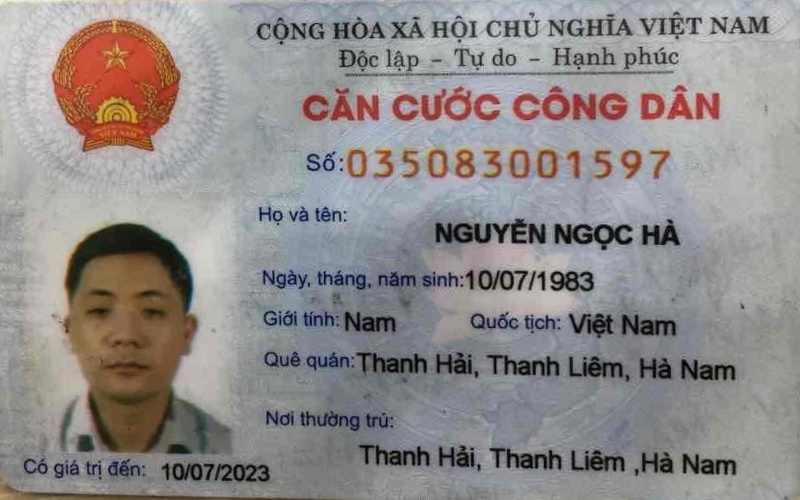 CỘNG HÒA XÃ HỘI CHỦ NGHĨA VIỆT NAM
Độc lập – Tự do – Hạnh phúc
CĂN CƯỚC CÔNG DÂN
Số: 035083001597
Họ và tên:
NGUYỄN NGỌC HÀ
Ngày, tháng, năm sinh: 10/07/1983
Giới tính: Nam Quốc tịch: Việt Nam
Quê quán: Thanh Hải, Thanh Liêm, Hà Nam
Nơi thường trú:
Thanh Hải, Thanh Liêm ,Hà Nam
Có giá trị đến: 10/07/2023